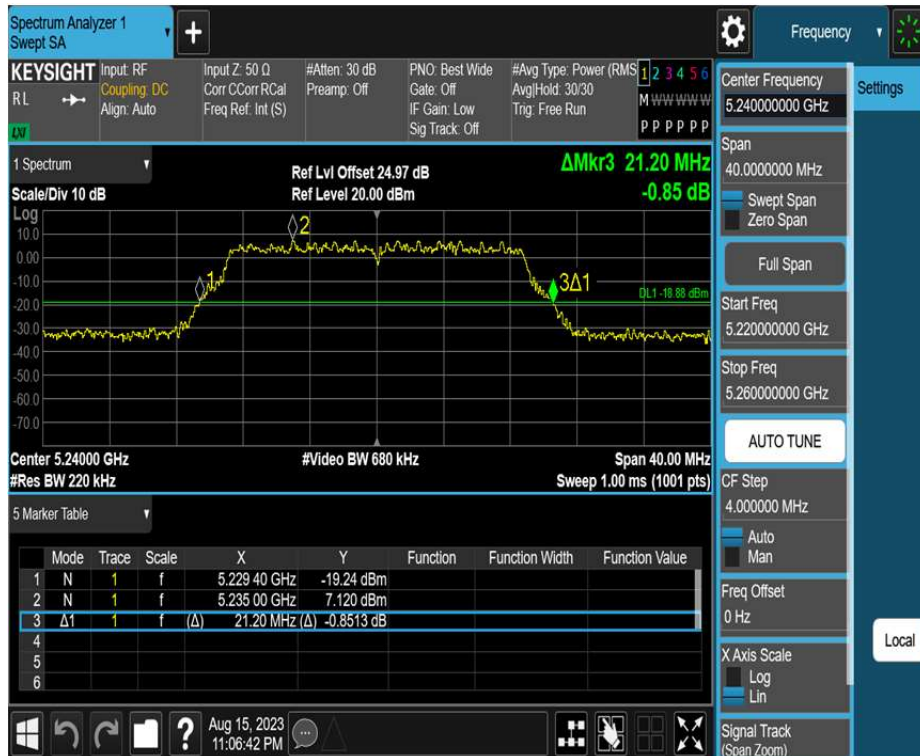 Spectrum Analyzer 1
Swept SA
+
Frequency
KEYSIGHT
RL
LXI
Input: RF
Coupling: DC
Align: Auto
Input Z: 50 Ω
Corr CCorr RCal
Freq Ref: Int (S)
#Atten: 30 dB
Preamp: Off
PNO: Best Wide
Gate: Off
IF Gain: Low
Sig Track: Off
#Avg Type: Power (RMS
Avg|Hold: 30/30
Trig: Free Run
1 2 3 4 5 6
M W W W W W
P P P P P P
Center Frequency
5.240000000 GHz
Settings
Span
40.0000000 MHz
Swept Span
Zero Span
Full Span
Start Freq
5.220000000 GHz
Stop Freq
5.260000000 GHz
AUTO TUNE
CF Step
4.000000 MHz
Auto
Man
Freq Offset
0 Hz
X Axis Scale
Log
Lin
Signal Track
(Span Zoom)
Local
1 Spectrum
Scale/Div 10 dB
Ref Lvl Offset 24.97 dB
Ref Level 20.00 dBm
ΔMkr3 21.20 MHz
-0.85 dB
Log
10.0
0.00
-10.0
-20.0
-30.0
-40.0
-50.0
-60.0
-70.0
2
1
3Δ1
DL1 -18.88 dBm
Center 5.24000 GHz
#Video BW 680 kHz
Span 40.00 MHz
#Res BW 220 kHz
Sweep 1.00 ms (1001 pts)
5 Marker Table
Mode Trace Scale X Y Function Function Width Function Value
1 N 1 f 5.229 40 GHz -19.24 dBm
2 N 1 f 5.235 00 GHz 7.120 dBm
3 Δ1 1 f (Δ) 21.20 MHz (Δ) -0.8513 dB
4
5
6
?
Aug 15, 2023
11:06:42 PM